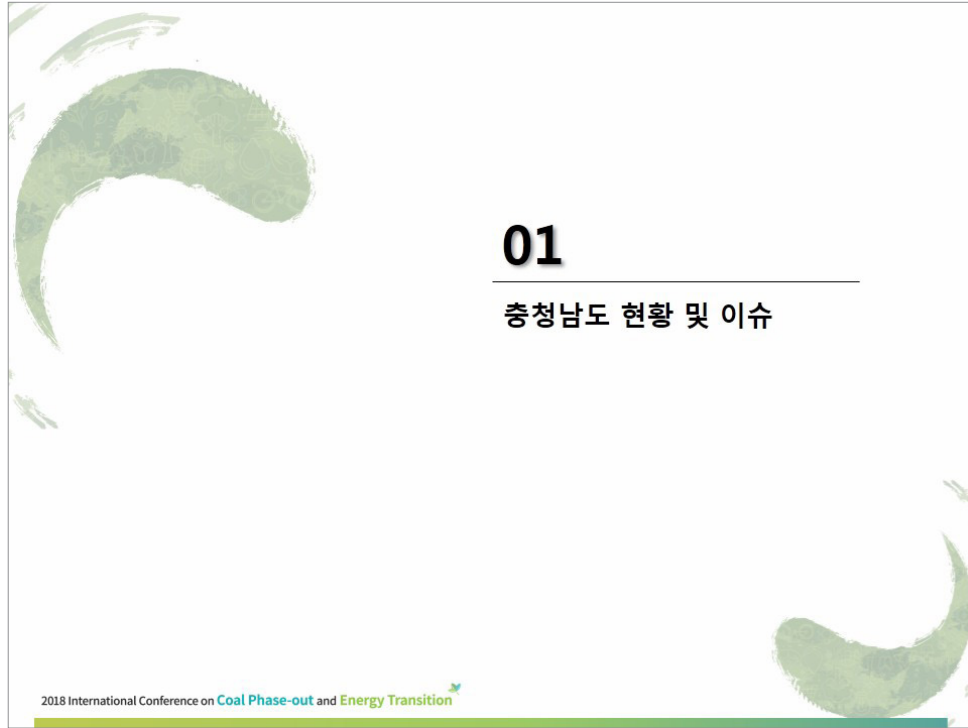 01
충청남도 현황 및 이슈
2018 International Conference on Coal Phase-out and Energy Transition